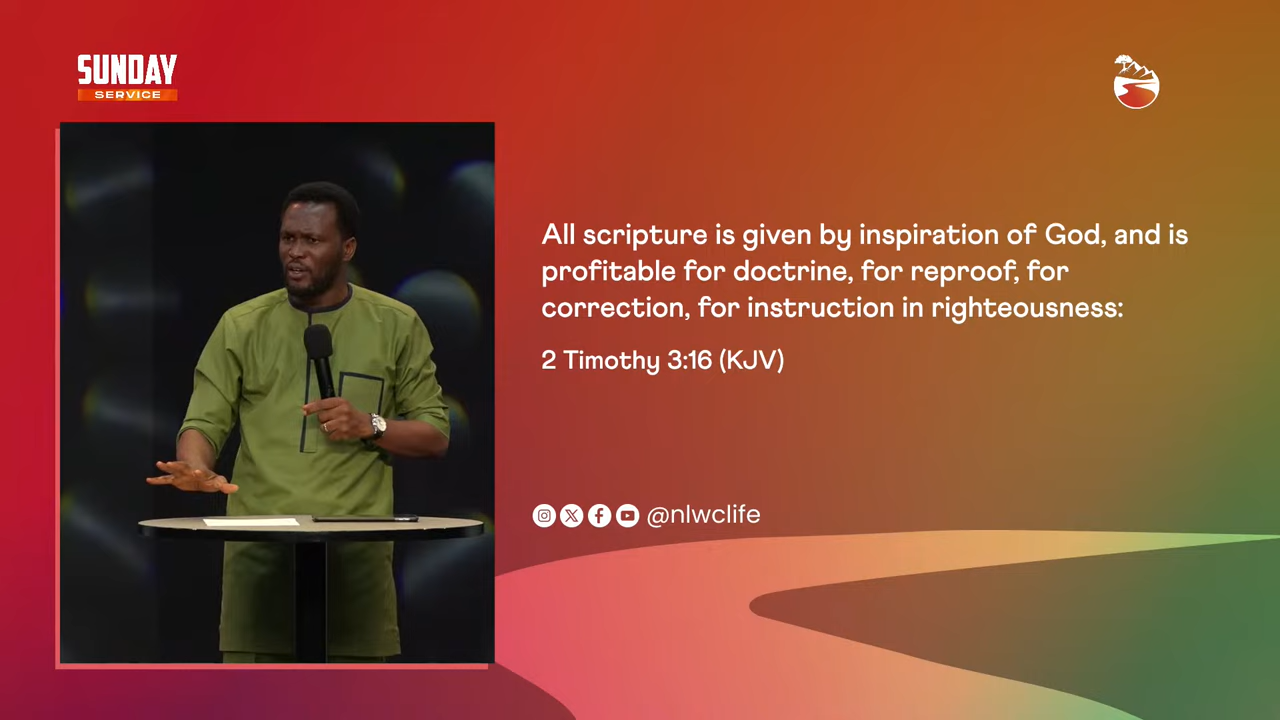 SUNDAY
SERVICE
All scripture is given by inspiration of God, and is
profitable for doctrine, for reproof, for
correction, for instruction in righteousness:
2 Timothy 3:16 (KJV)
@nlwclife